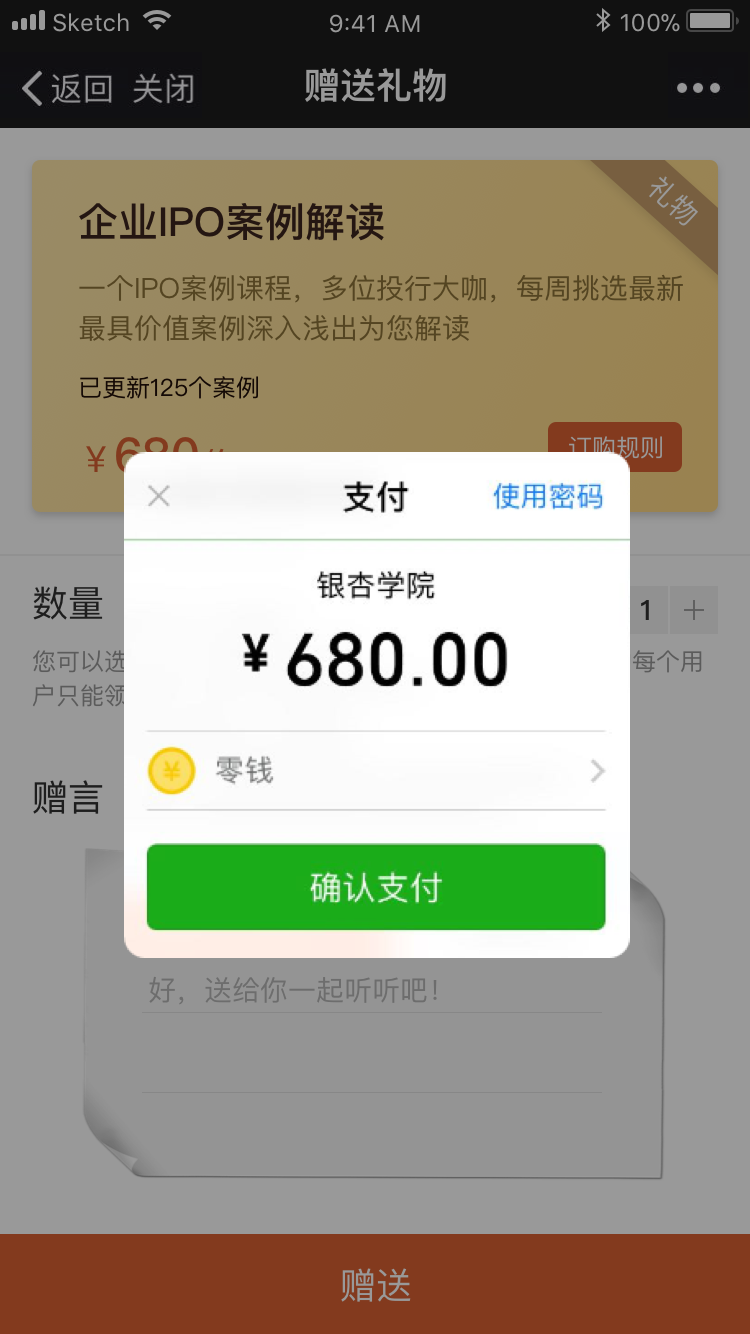 Sketch 9:41 AM 100%
返回 关闭 赠送礼物
礼物
企业IPO案例解读
一个IPO案例课程，多位投行大咖，每周挑选最新
最具价值案例深入浅出为您解读
已更新125个案例
¥680
订购规则
支付 使用密码
银杏学院
¥680.00
¥ 零钱
确认支付
数量 1 +
您可以选 每个用
户只能领
赠言
好，送给你一起听听吧！
赠送